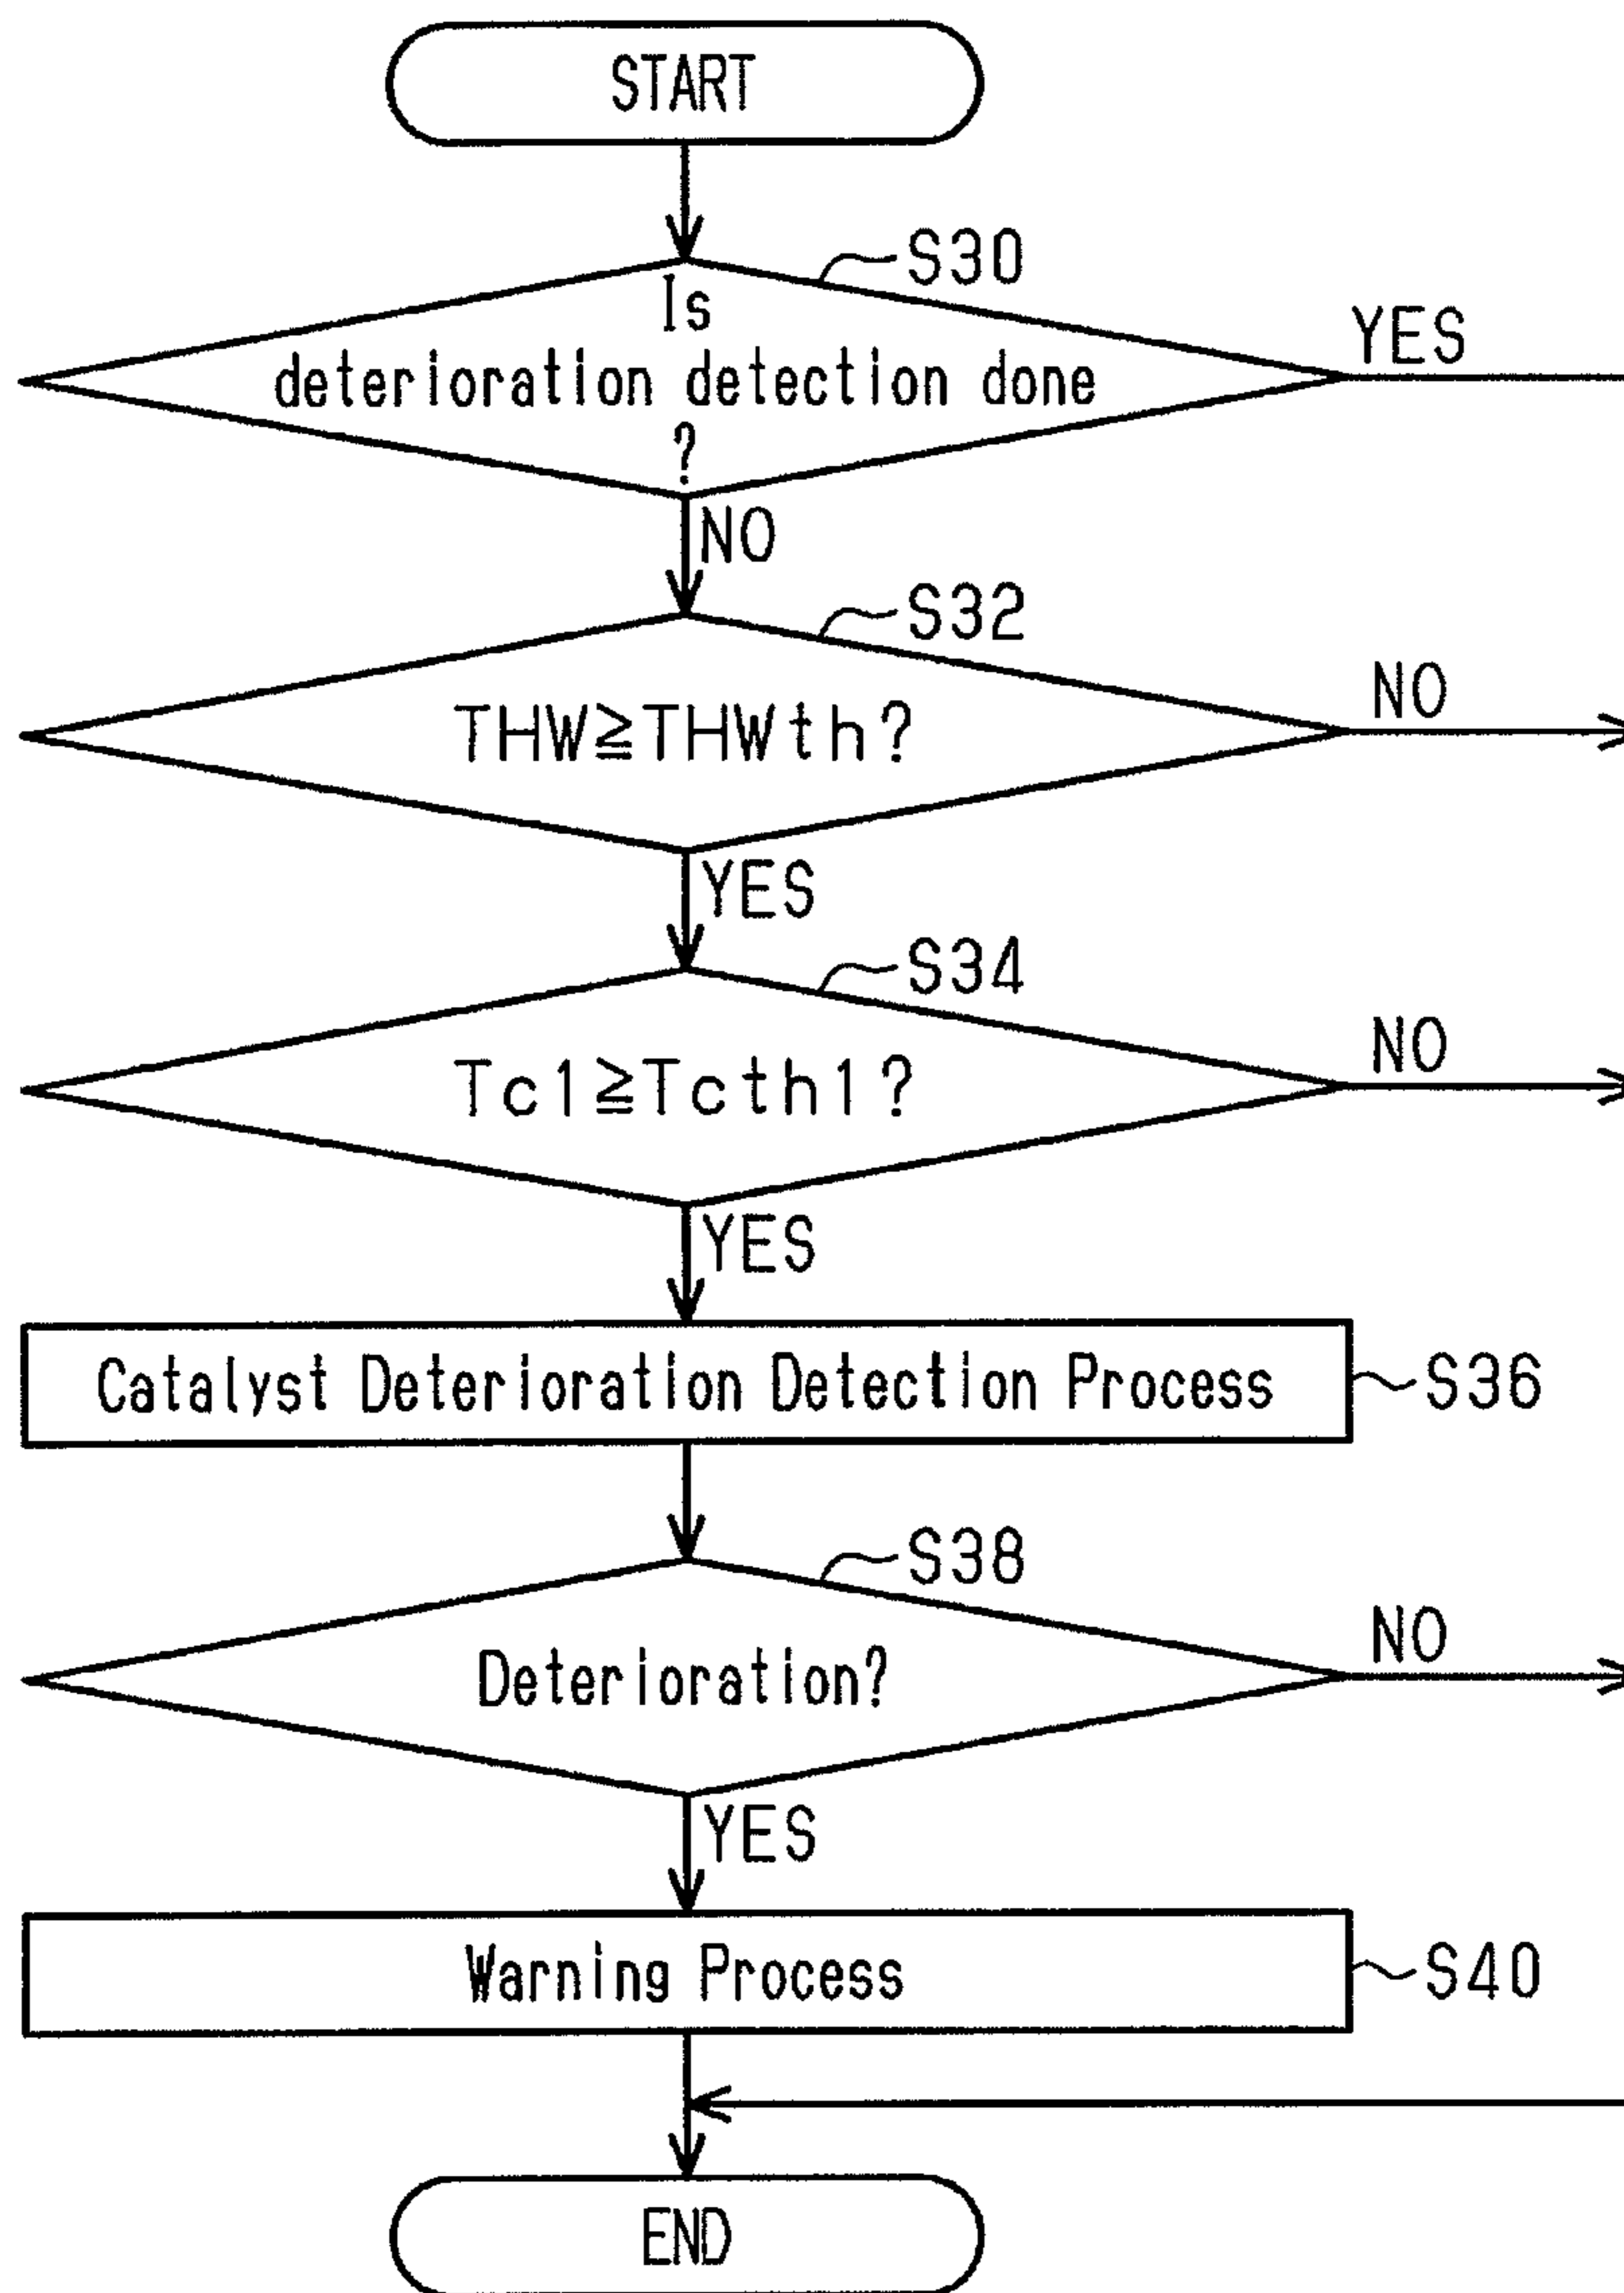 START
S30
Is
deterioration detection done
?
YES
NO
S32
THW≧THWth?
NO
YES
S34
Tc1≧Tcth1?
NO
YES
Catalyst Deterioration Detection Process
S36
S38
Deterioration?
NO
YES
Warning Process
S40
END